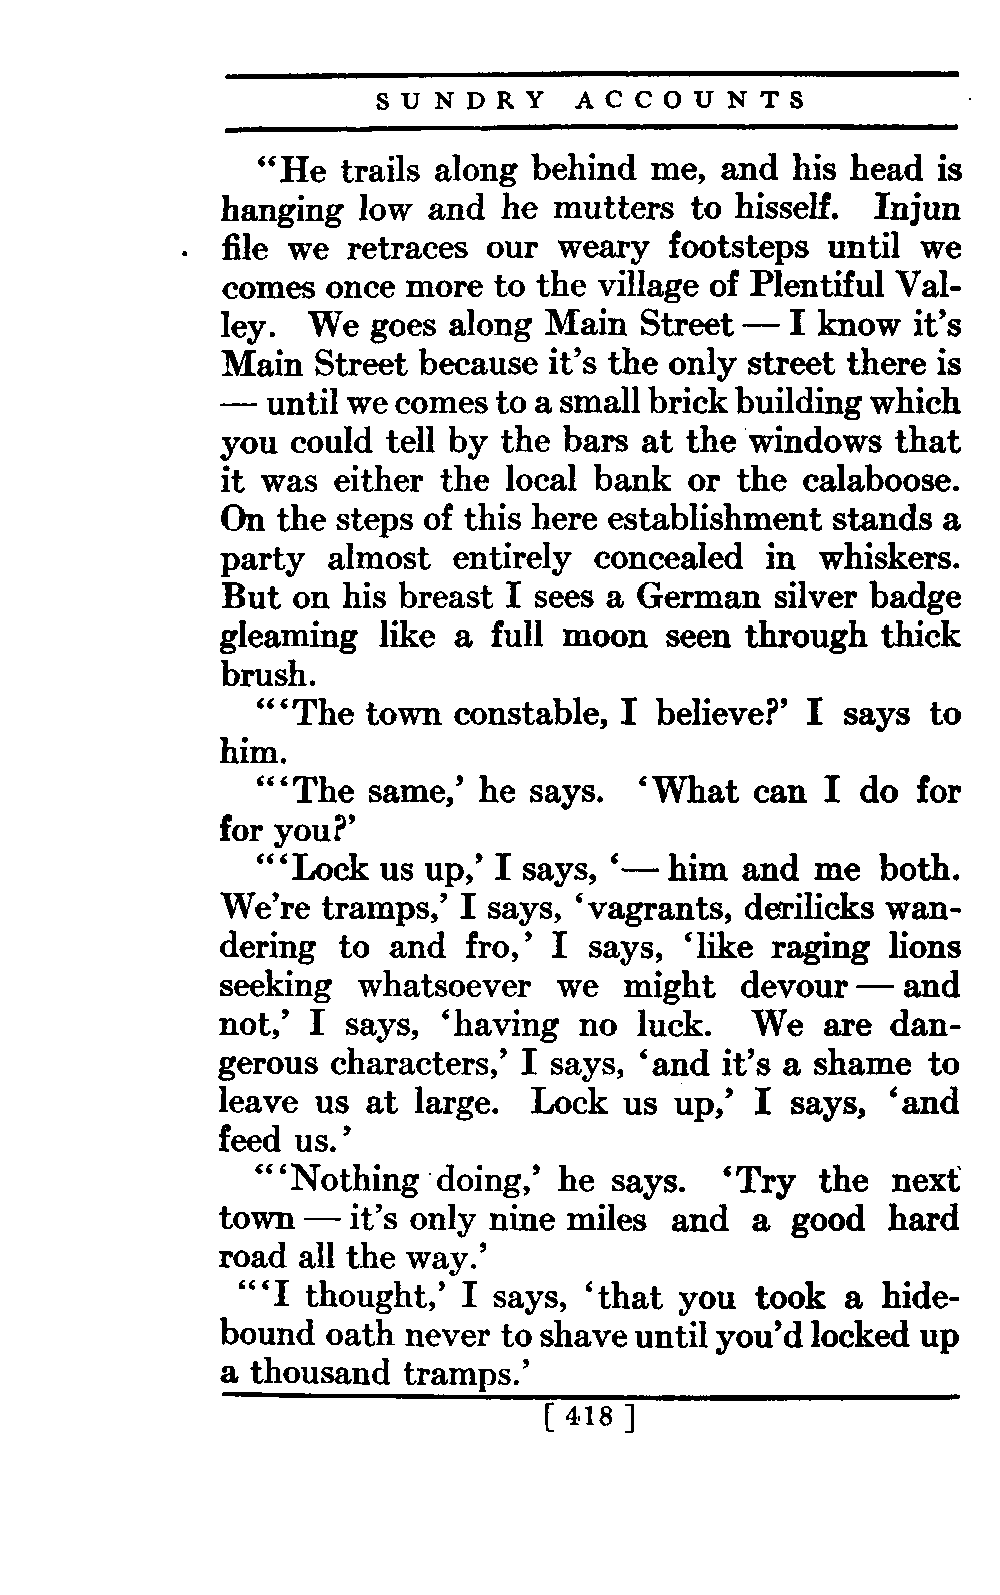 SUNDRY ACCOUNTS
“He trails along behind me, and his head is
hanging low and he mutters to hisself. Injun
file we retraces our weary footsteps until we
comes once more to the village of Plentiful Val-
ley. We goes along Main Street — I know it’s
Main Street because it’s the only street there is
— until we comes to a small brick building which
you could tell by the bars at the windows that
it was either the local bank or the calaboose.
On the steps of this here establishment stands a
party almost entirely concealed in whiskers.
But on his breast I sees a German silver badge
gleaming like a full moon seen through thick
brush.
“‘The town constable, I believe?’ I says to
him.
“‘The same,’ he says. ‘What can I do for
for you?’
“‘Lock us up,’ I says, ‘— him and me both.
We’re tramps,’ I says, ‘vagrants, derilicks wan-
dering to and fro,’ I says, ‘like raging lions
seeking whatsoever we might devour — and
not,’ I says, ‘having no luck. We are dan-
gerous characters,’ I says, ‘and it’s a shame to
leave us at large. Lock us up,’ I says, ‘and
feed us.’
“‘Nothing doing,’ he says. ‘Try the next
town — it’s only nine miles and a good hard
road all the way.’
“‘I thought,’ I says, ‘that you took a hide-
bound oath never to shave until you’d locked up
a thousand tramps.’
[ 418 ]